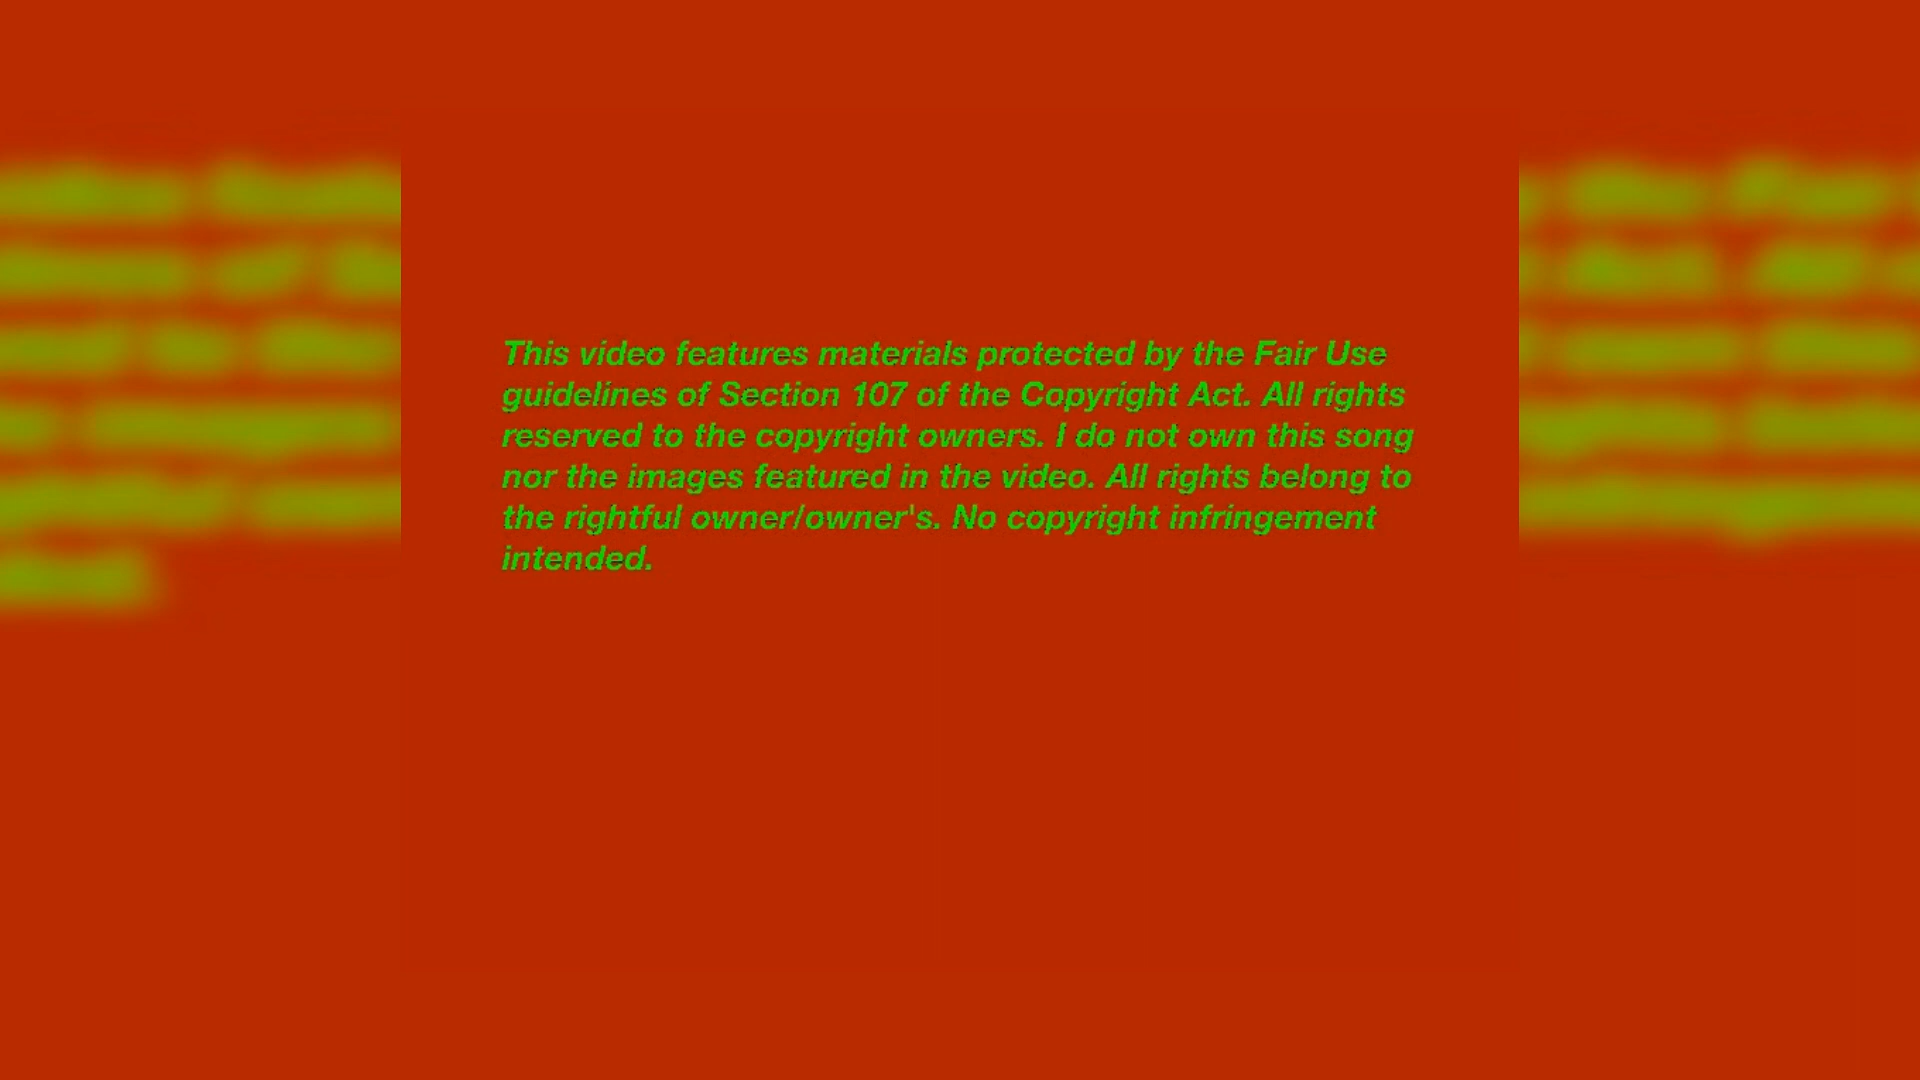 This video features materials protected by the Fair Use
guidelines of Section 107 of the Copyright Act. All rights
reserved to the copyright owners. I do not own this song
nor the images featured in the video. All rights belong to
the rightful owner/owner's. No copyright infringement
intended.